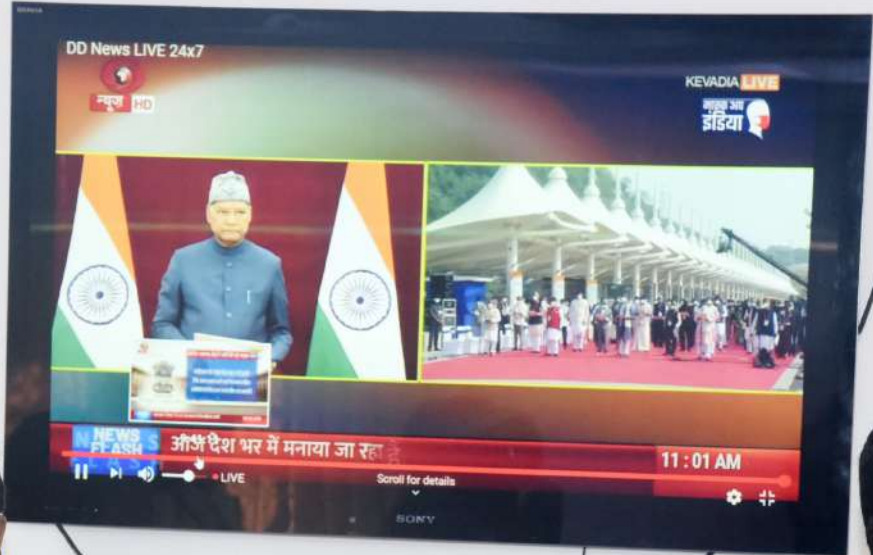 DD News LIVE 24x7
न्यूज़ HD
KEVADIA LIVE
मास्क अप
इंडिया
NEWS
FLASH
आज देश भर में मनाया जा रहा
11:01 AM
LIVE
Scroll for details
SONY